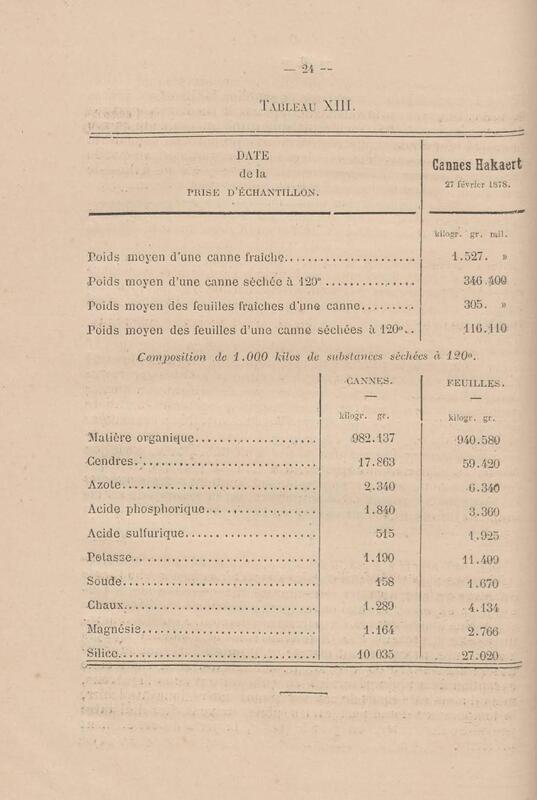 — 24 —
TABLEAU XIII.
DATE
de la
PRISE D'ÉCHANTILLON.
Cannes Hakaert
27 février 1878.
kilogr. gr. mil.
Poids moyen d'une canne fraîche.................. 1.527. »
Poids moyen d'une canne séchée à 120° ............. 346.400
Poids moyen des feuilles fraîches d'une canne......... 305. »
Poids moyen des feuilles d'une canne séchées à 120°.. 116.110
Composition de 1.000 kilos de substances séchées à 120°.
CANNES. FEUILLES.
kilogr. gr. kilogr. gr.
Matière organique.................... 982.137 940.580
Cendres............................. 17.863 59.420
Azote............................... 2.340 6.340
Acide phosphorique.................. 1.840 3.360
Acide sulfurique...................... 515 1.925
Potasse.............................. 1.190 11.409
Soude............................... 158 1.670
Chaux............................... 1.289 4.134
Magnésie............................ 1.164 2.766
Silice................................ 10 035 27.020